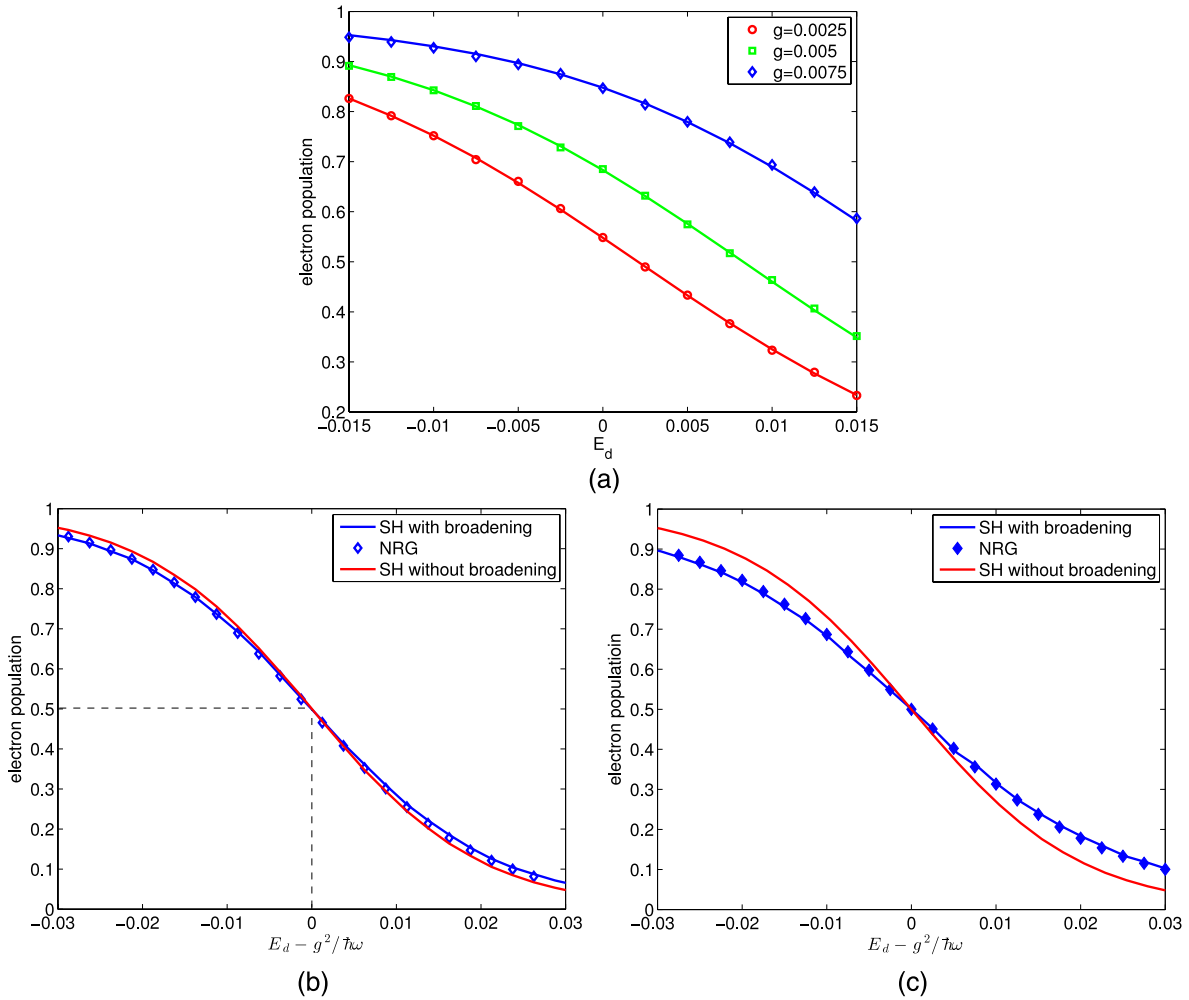 1
0.9
0.8
0.7
0.6
0.5
0.4
0.3
0.2
electron population
g=0.0025
g=0.005
g=0.0075
−0.015 −0.01 −0.005 0 0.005 0.01 0.015
E_d
(a)
1
0.9
0.8
0.7
0.6
0.5
0.4
0.3
0.2
0.1
0
electron population
SH with broadening
NRG
SH without broadening
−0.03 −0.02 −0.01 0 0.01 0.02 0.03
E_d − g²/ħω
(b)
1
0.9
0.8
0.7
0.6
0.5
0.4
0.3
0.2
0.1
0
electron populatioin
SH with broadening
NRG
SH without broadening
−0.03 −0.02 −0.01 0 0.01 0.02 0.03
E_d − g²/ħω
(c)